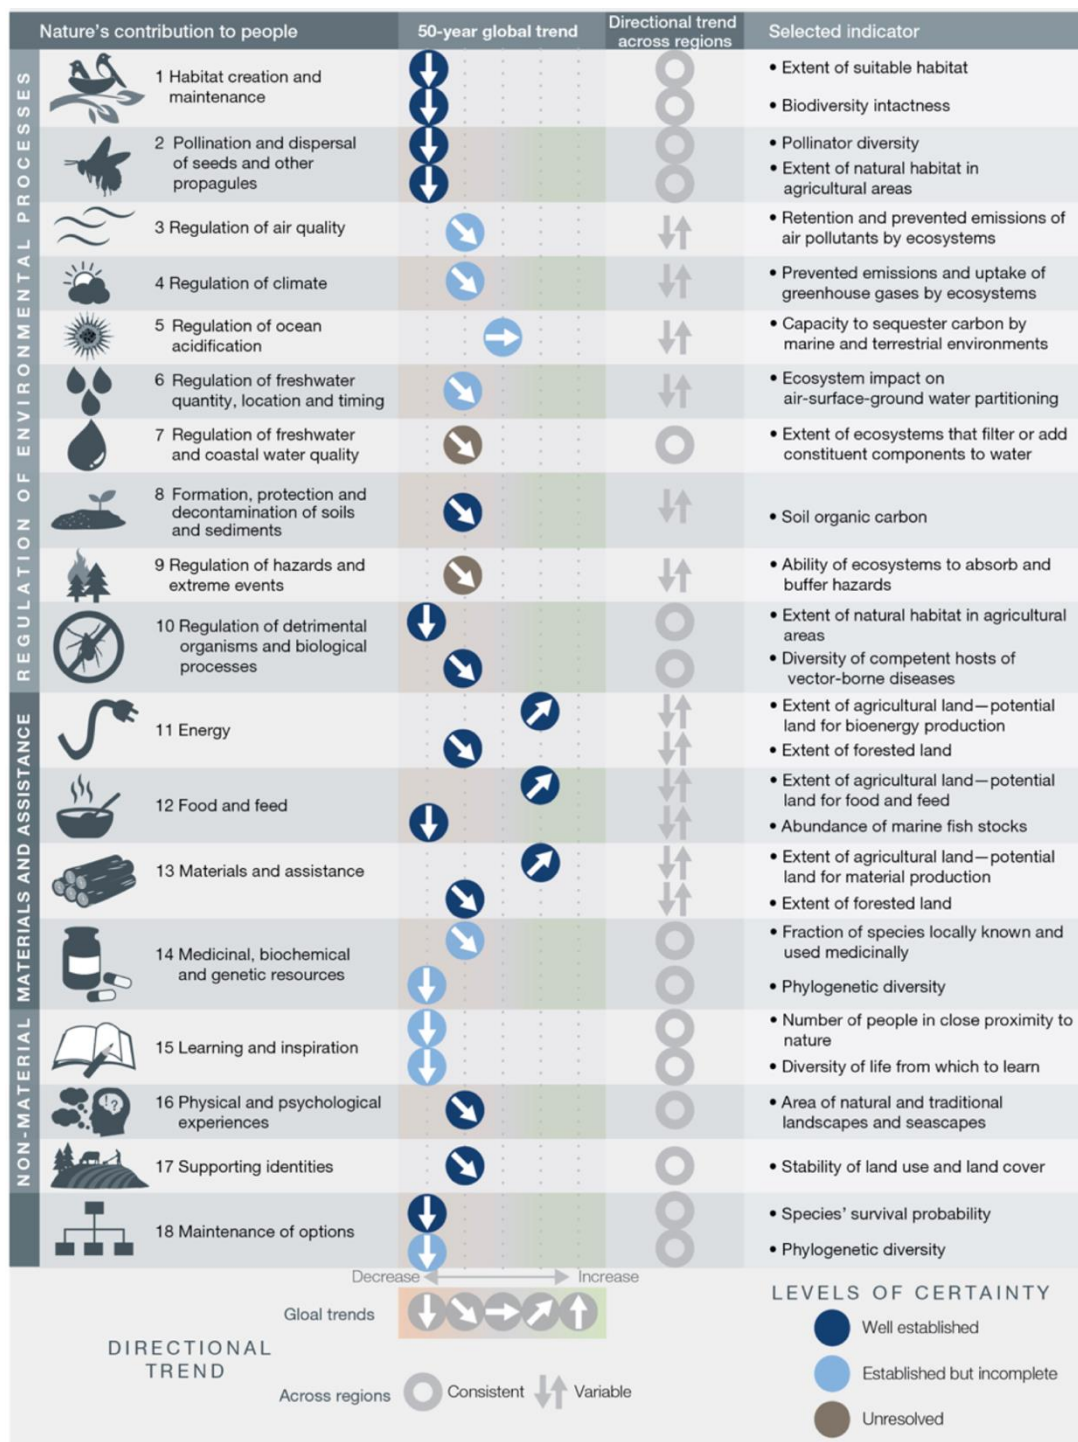 Nature's contribution to people
50-year global trend
Directional trend
across regions
Selected indicator
REGULATION OF ENVIRONMENTAL PROCESSES
1 Habitat creation and
maintenance
• Extent of suitable habitat
• Biodiversity intactness
2 Pollination and dispersal
of seeds and other
propagules
• Pollinator diversity
• Extent of natural habitat in
agricultural areas
3 Regulation of air quality
• Retention and prevented emissions of
air pollutants by ecosystems
4 Regulation of climate
• Prevented emissions and uptake of
greenhouse gases by ecosystems
5 Regulation of ocean
acidification
• Capacity to sequester carbon by
marine and terrestrial environments
6 Regulation of freshwater
quantity, location and timing
• Ecosystem impact on
air-surface-ground water partitioning
7 Regulation of freshwater
and coastal water quality
• Extent of ecosystems that filter or add
constituent components to water
8 Formation, protection and
decontamination of soils
and sediments
• Soil organic carbon
9 Regulation of hazards and
extreme events
• Ability of ecosystems to absorb and
buffer hazards
10 Regulation of detrimental
organisms and biological
processes
• Extent of natural habitat in agricultural
areas
• Diversity of competent hosts of
vector-borne diseases
MATERIALS AND ASSISTANCE
11 Energy
• Extent of agricultural land—potential
land for bioenergy production
• Extent of forested land
12 Food and feed
• Extent of agricultural land—potential
land for food and feed
• Abundance of marine fish stocks
13 Materials and assistance
• Extent of agricultural land—potential
land for material production
• Extent of forested land
14 Medicinal, biochemical
and genetic resources
• Fraction of species locally known and
used medicinally
• Phylogenetic diversity
NON-MATERIAL
15 Learning and inspiration
• Number of people in close proximity to
nature
• Diversity of life from which to learn
16 Physical and psychological
experiences
!?
• Area of natural and traditional
landscapes and seascapes
17 Supporting identities
• Stability of land use and land cover
18 Maintenance of options
• Species' survival probability
• Phylogenetic diversity
Decrease
Increase
Gloal trends
DIRECTIONAL
TREND
Across regions
Consistent
Variable
LEVELS OF CERTAINTY
Well established
Established but incomplete
Unresolved